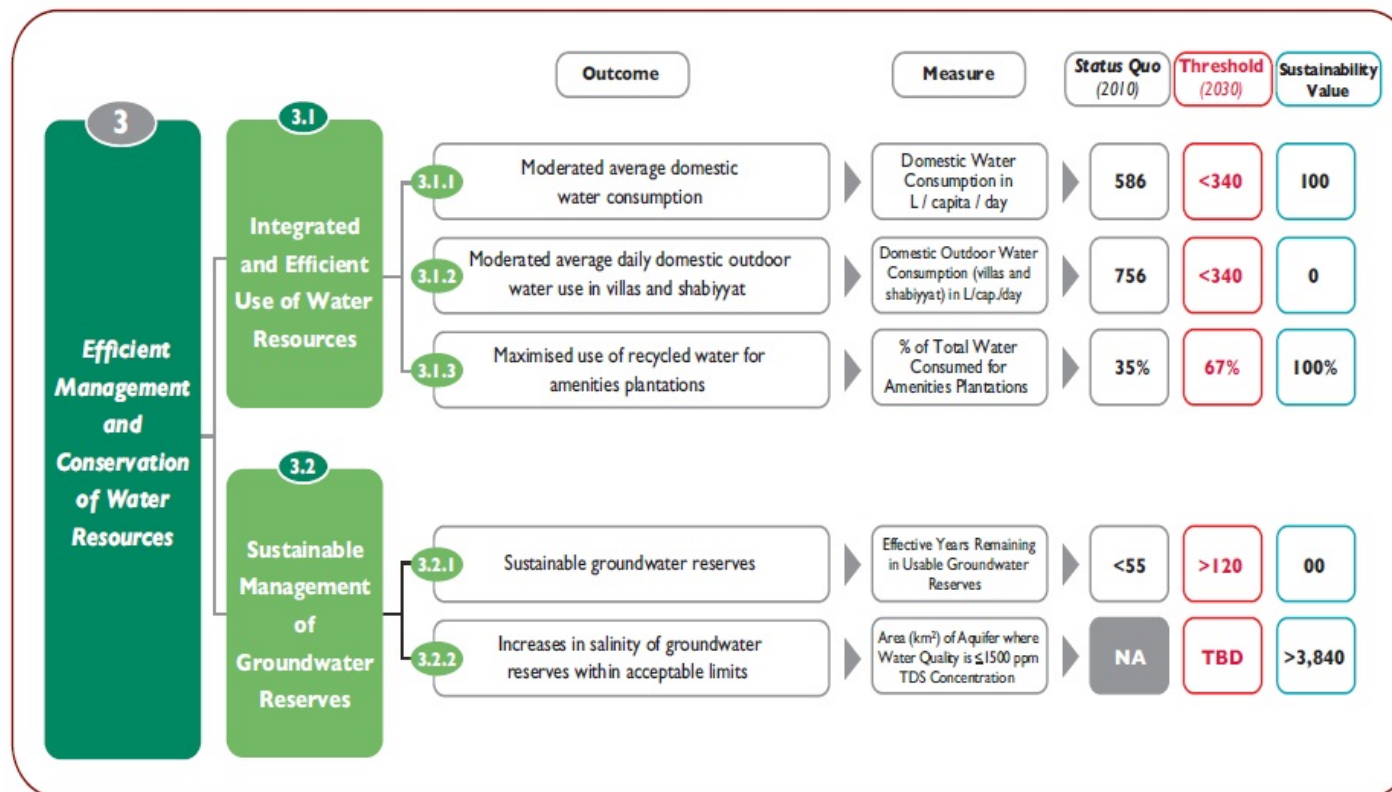 Outcome
Measure
Status Quo
(2010)
Threshold
(2030)
Sustainability
Value
3
Efficient
Management
and
Conservation
of Water
Resources
3.1
Integrated
and Efficient
Use of Water
Resources
3.1.1
Moderated average domestic
water consumption
Domestic Water
Consumption in
L / capita / day
586
<340
100
3.1.2
Moderated average daily domestic outdoor
water use in villas and shabiyyat
Domestic Outdoor Water
Consumption (villas and
shabiyyat) in L/cap./day
756
<340
0
3.1.3
Maximised use of recycled water for
amenities plantations
% of Total Water
Consumed for
Amenities Plantations
35%
67%
100%
3.2
Sustainable
Management
of
Groundwater
Reserves
3.2.1
Sustainable groundwater reserves
Effective Years Remaining
in Usable Groundwater
Reserves
<55
>120
00
3.2.2
Increases in salinity of groundwater
reserves within acceptable limits
Area (km²) of Aquifer where
Water Quality is ≤1500 ppm
TDS Concentration
NA
TBD
>3,840